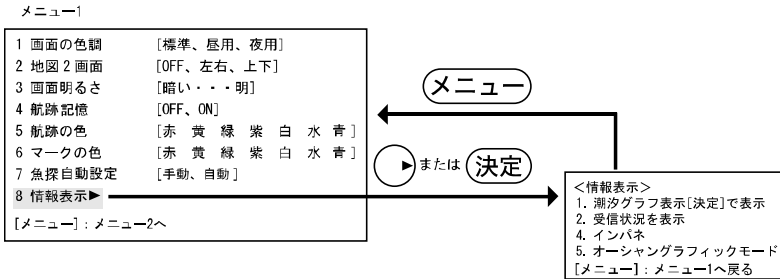 メニュー1
1 画面の色調 [標準、昼用、夜用]
2 地図2画面 [OFF、左右、上下]
3 画面明るさ [暗い・・・明]
4 航跡記憶 [OFF、ON]
5 航跡の色 [赤 黄 緑 紫 白 水 青]
6 マークの色 [赤 黄 緑 紫 白 水 青]
7 魚探自動設定 [手動、自動]
8 情報表示▶
[メニュー]:メニュー2へ
メニュー
または 決定
<情報表示>
1. 潮汐グラフ表示[決定]で表示
2. 受信状況を表示
4. インパネ
5. オーシャングラフィックモード
[メニュー]:メニュー1へ戻る